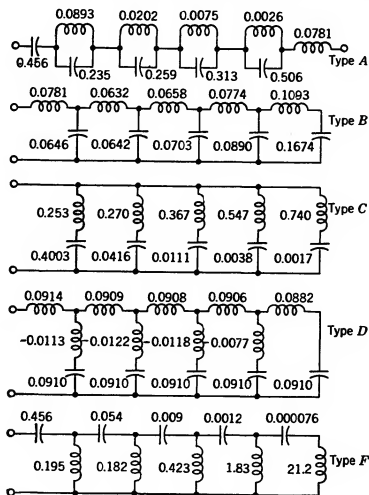 0.0893 0.0202 0.0075 0.0026
0.0781
0.456 0.235 0.259 0.313 0.506 Type A
0.0781 0.0632 0.0658 0.0774 0.1093
Type B
0.0646 0.0642 0.0703 0.0890 0.1674
Type C
0.253 0.270 0.367 0.547 0.740
0.4003 0.0416 0.0111 0.0038 0.0017
0.0914 0.0909 0.0908 0.0906 0.0882
-0.0113 -0.0122 -0.0118 -0.0077 Type D
0.0910 0.0910 0.0910 0.0910 0.0910
0.456 0.054 0.009 0.0012 0.000076
0.195 0.182 0.423 1.83 21.2 Type F